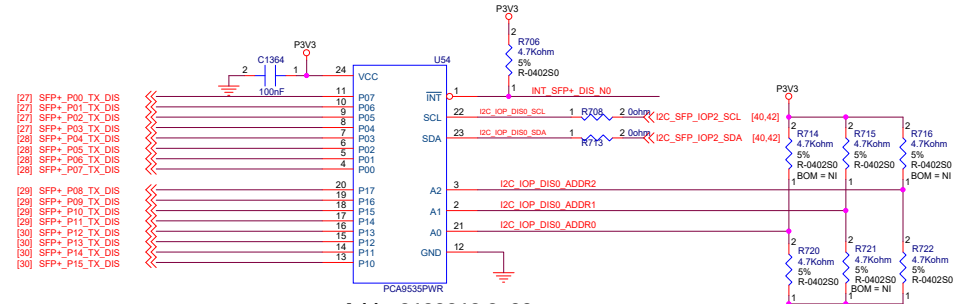 P3V3
2
R706
4.7Kohm
5%
R-0402S0
1
P3V3
C1364
2
1
100nF
U54
24
VCC
INT
1
INT_SFP+_DIS_N0
[27] SFP+_P00_TX_DIS
11
P07
[27] SFP+_P01_TX_DIS
10
P06
[27] SFP+_P02_TX_DIS
9
P05
[27] SFP+_P03_TX_DIS
8
P04
[28] SFP+_P04_TX_DIS
7
P03
[28] SFP+_P05_TX_DIS
6
P02
[28] SFP+_P06_TX_DIS
5
P01
[28] SFP+_P07_TX_DIS
4
P00
SCL
22
I2C_IOP_DIS0_SCL
1
R708
2 0ohm
I2C_SFP_IOP2_SCL [40,42]
SDA
23
I2C_IOP_DIS0_SDA
1
R713
2 0ohm
I2C_SFP_IOP2_SDA [40,42]
[29] SFP+_P08_TX_DIS
20
P17
[29] SFP+_P09_TX_DIS
19
P16
[29] SFP+_P10_TX_DIS
18
P15
[29] SFP+_P11_TX_DIS
17
P14
[30] SFP+_P12_TX_DIS
16
P13
[30] SFP+_P13_TX_DIS
15
P12
[30] SFP+_P14_TX_DIS
14
P11
[30] SFP+_P15_TX_DIS
13
P10
A2
3
I2C_IOP_DIS0_ADDR2
A1
2
I2C_IOP_DIS0_ADDR1
A0
21
I2C_IOP_DIS0_ADDR0
GND
12
PCA9535PWR
P3V3
2
R714
4.7Kohm
5%
R-0402S0
BOM = NI
1
2
R715
4.7Kohm
5%
R-0402S0
1
2
R716
4.7Kohm
5%
R-0402S0
BOM = NI
1
2
R720
4.7Kohm
5%
R-0402S0
1
2
R721
4.7Kohm
5%
R-0402S0
BOM = NI
1
2
R722
4.7Kohm
5%
R-0402S0
1